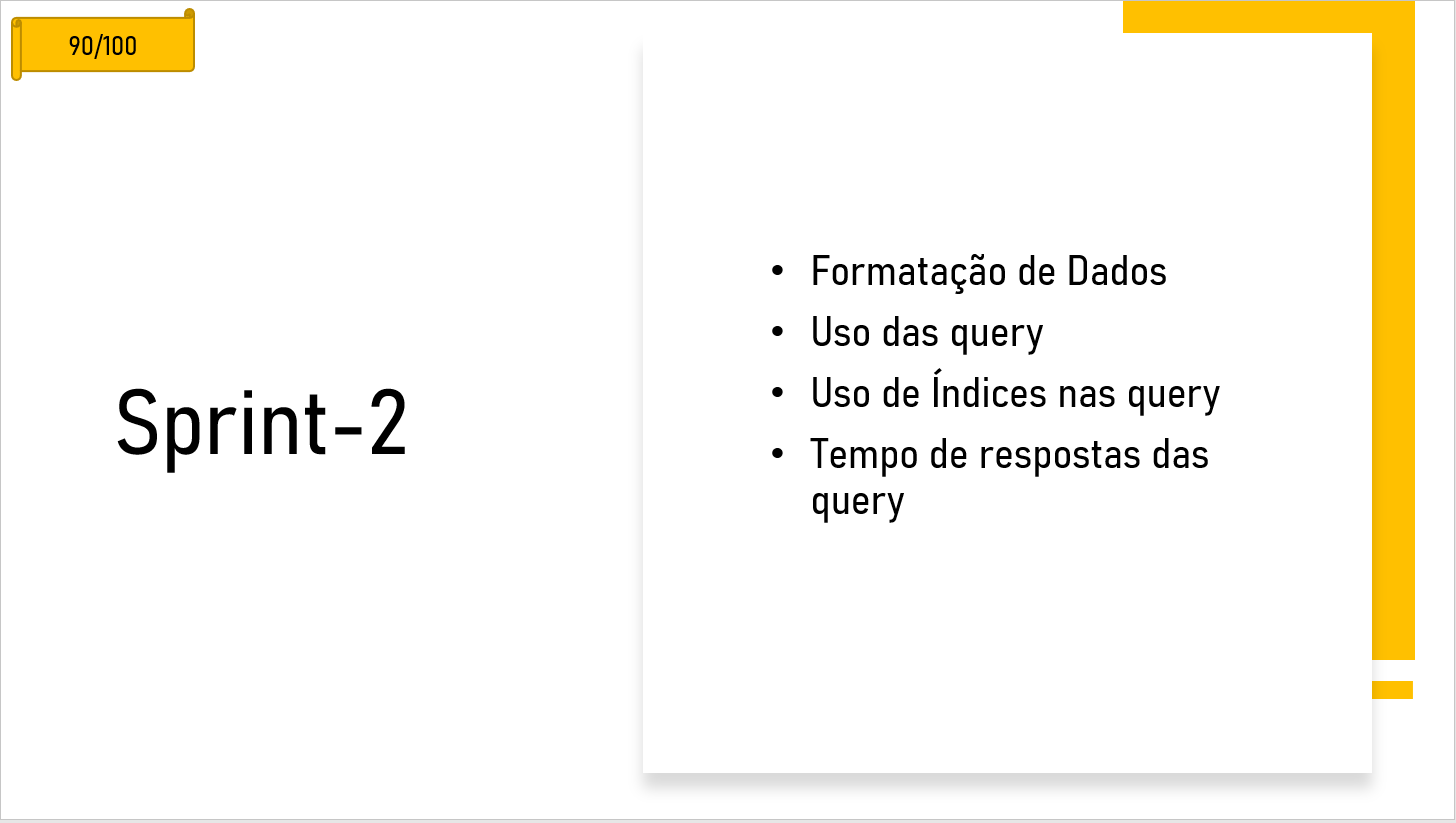 90/100
Sprint-2
• Formatação de Dados
• Uso das query
• Uso de Índices nas query
• Tempo de respostas das
query